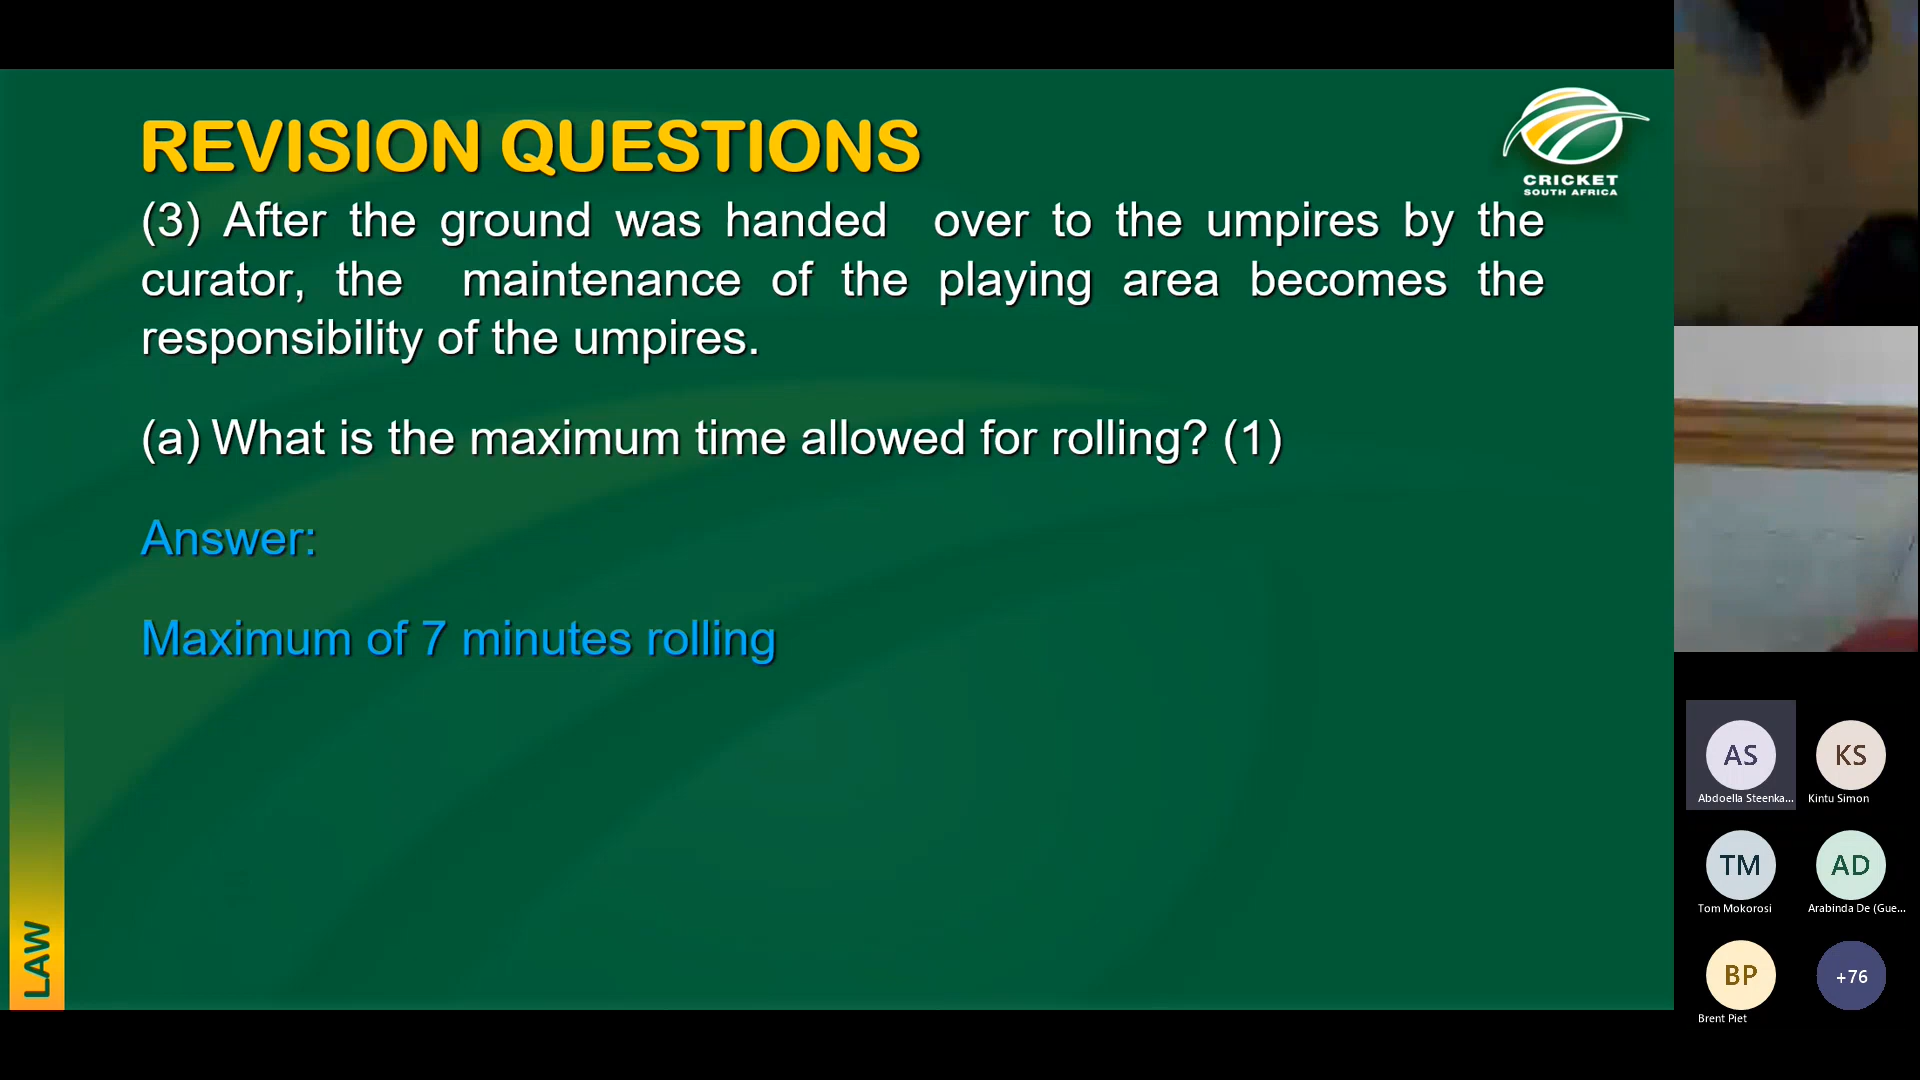 REVISION QUESTIONS
CRICKET
SOUTH AFRICA
(3) After the ground was handed over to the umpires by the
curator, the maintenance of the playing area becomes the
responsibility of the umpires.
(a) What is the maximum time allowed for rolling? (1)
Answer:
Maximum of 7 minutes rolling
LAW
AS
Abdoella Steenka...
KS
Kintu Simon
TM
Tom Mokorosi
AD
Arabinda De (Gue...
BP
Brent Piet
+76